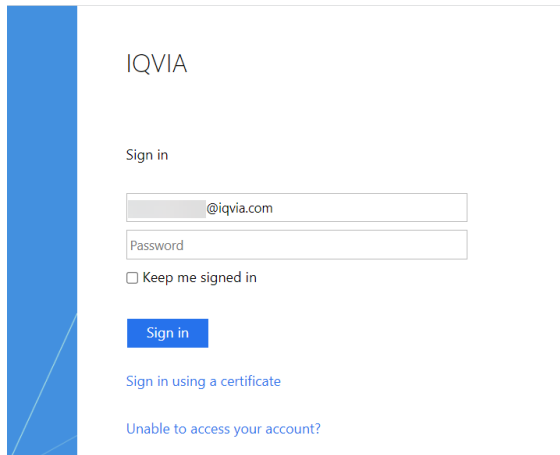 IQVIA
Sign in
@iqvia.com
Password
Keep me signed in
Sign in
Sign in using a certificate
Unable to access your account?